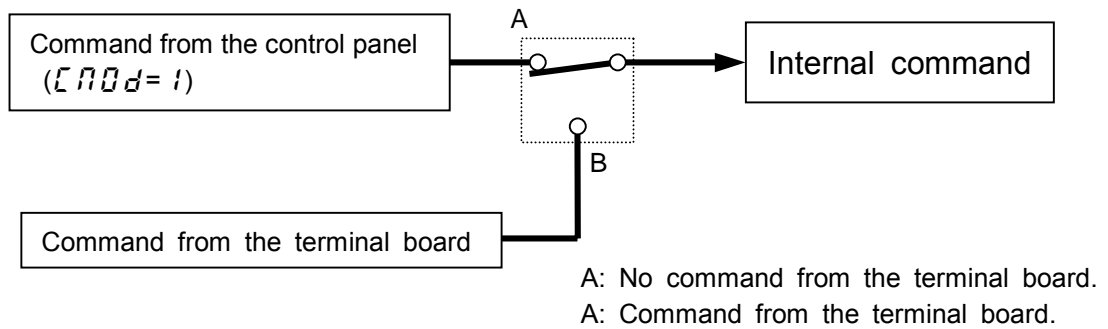 A
Command from the control panel
(CMOd=1)
Internal command
B
Command from the terminal board
A: No command from the terminal board.
A: Command from the terminal board.